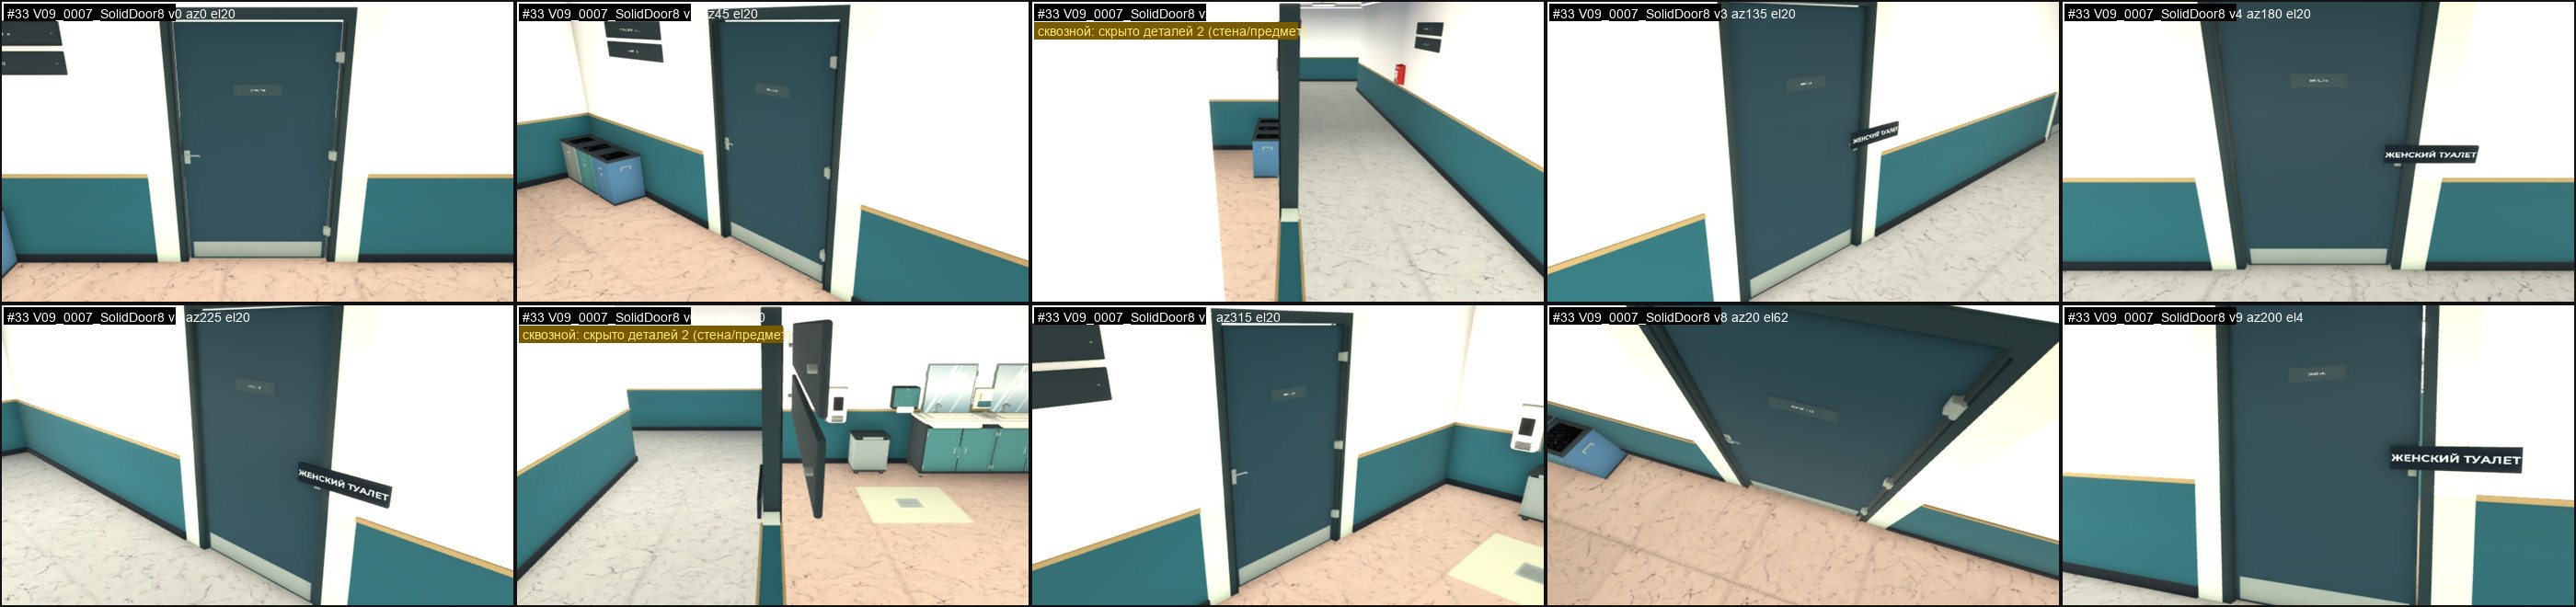 #33 V09_0007_SolidDoor8 v0 az0 el20
#33 V09_0007_SolidDoor8 v z45 el20
#33 V09_0007_SolidDoor8 v
сквозной: скрыто деталей 2 (стена/предмет
#33 V09_0007_SolidDoor8 v3 az135 el20
ЖЕНСКИЙ ТУАЛЕТ
#33 V09_0007_SolidDoor8 v4 az180 el20
ЖЕНСКИЙ ТУАЛЕТ
#33 V09_0007_SolidDoor8 v az225 el20
ЖЕНСКИЙ ТУАЛЕТ
#33 V09_0007_SolidDoor8 v
сквозной: скрыто деталей 2 (стена/предмет
#33 V09_0007_SolidDoor8 v az315 el20
#33 V09_0007_SolidDoor8 v8 az20 el62
#33 V09_0007_SolidDoor8 v9 az200 el4
ЖЕНСКИЙ ТУАЛЕТ